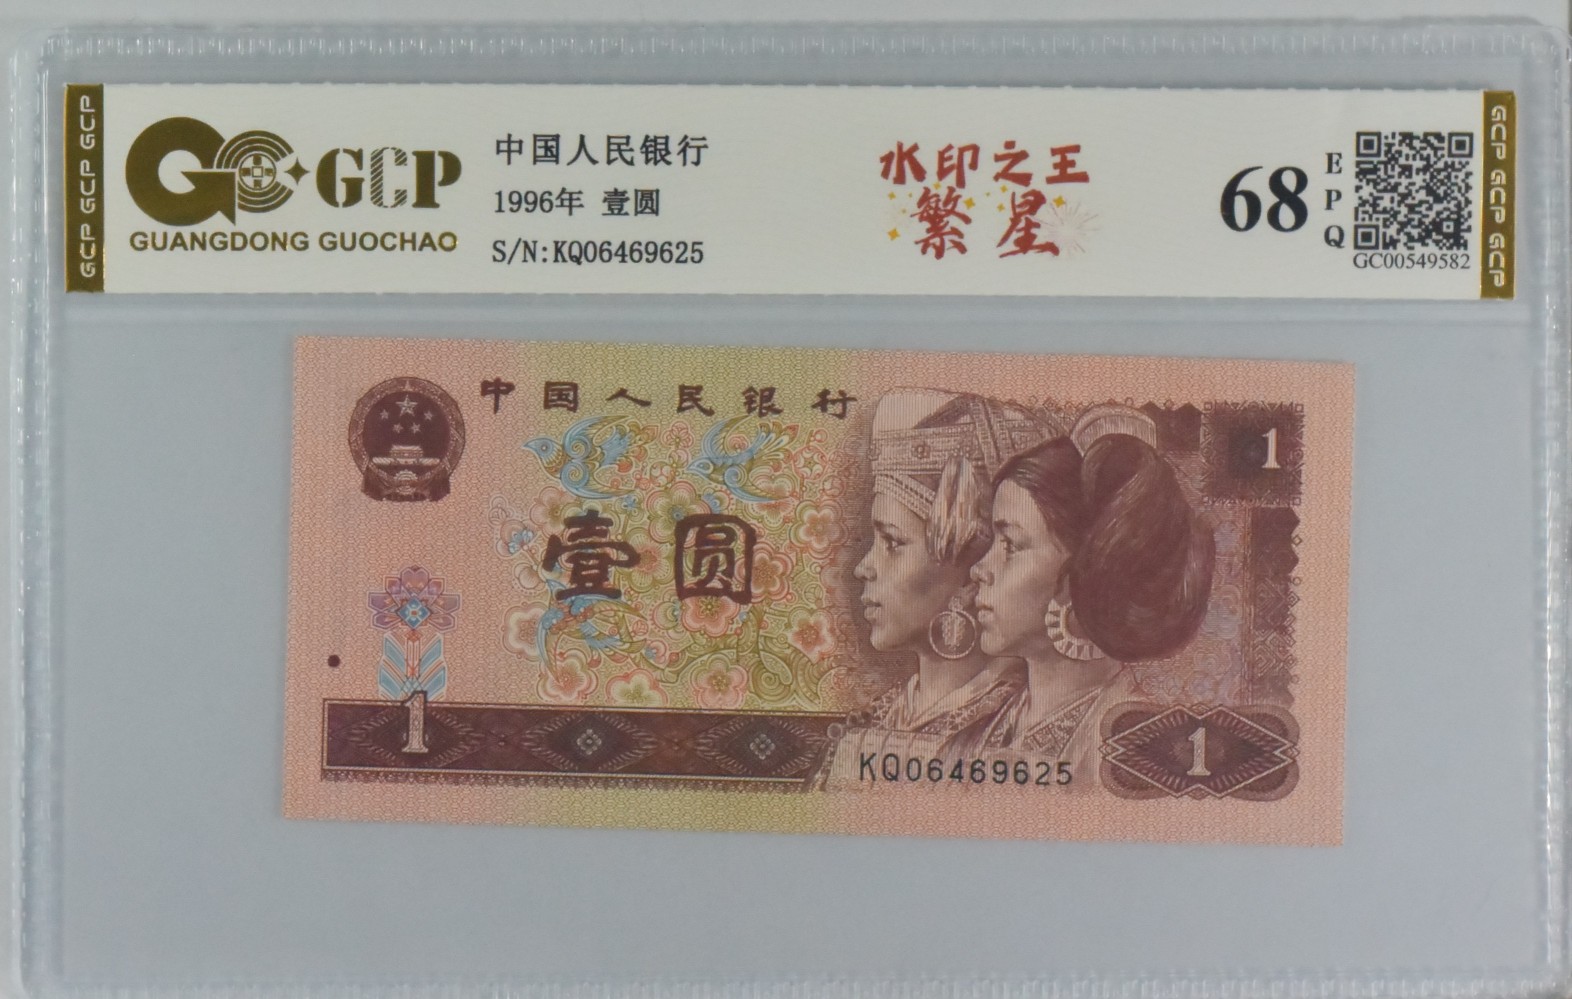 GCP GCP GCP
GCP
GUANGDONG GUOCHAO
中国人民银行
1996年 壹圆
S/N:KQ06469625
水印之王
繁星
68
EPQ
GC00549582
GCP GCP GCP
中国人民银行
1
壹圆
1
KQ06469625
1